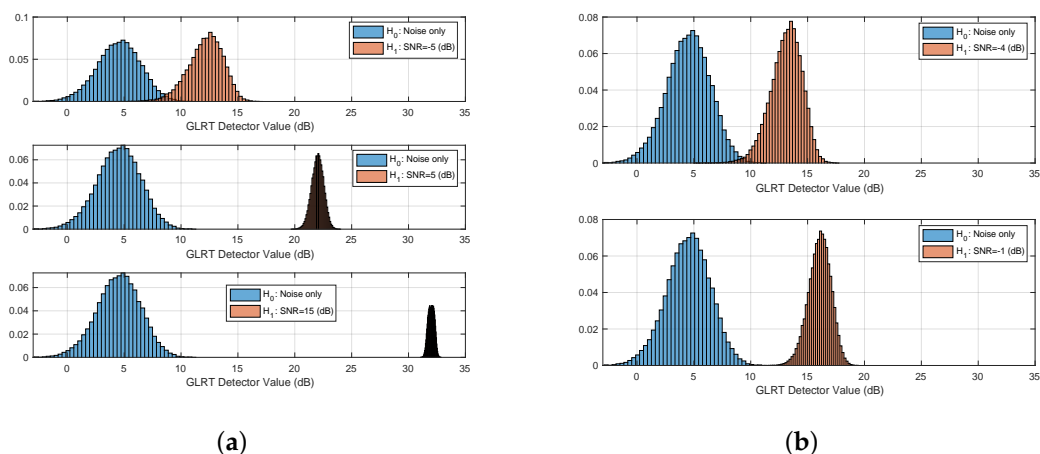 0.1
0.05
0
H0: Noise only
H1: SNR=-5 (dB)
0 5 10 15 20 25 30 35
GLRT Detector Value (dB)
0.06
0.04
0.02
0
H0: Noise only
H1: SNR=5 (dB)
0 5 10 15 20 25 30 35
GLRT Detector Value (dB)
0.06
0.04
0.02
0
H0: Noise only
H1: SNR=15 (dB)
0 5 10 15 20 25 30 35
GLRT Detector Value (dB)
(a)
0.08
0.06
0.04
0.02
0
H0: Noise only
H1: SNR=-4 (dB)
0 5 10 15 20 25 30 35
GLRT Detector Value (dB)
0.08
0.06
0.04
0.02
0
H0: Noise only
H1: SNR=-1 (dB)
0 5 10 15 20 25 30 35
GLRT Detector Value (dB)
(b)